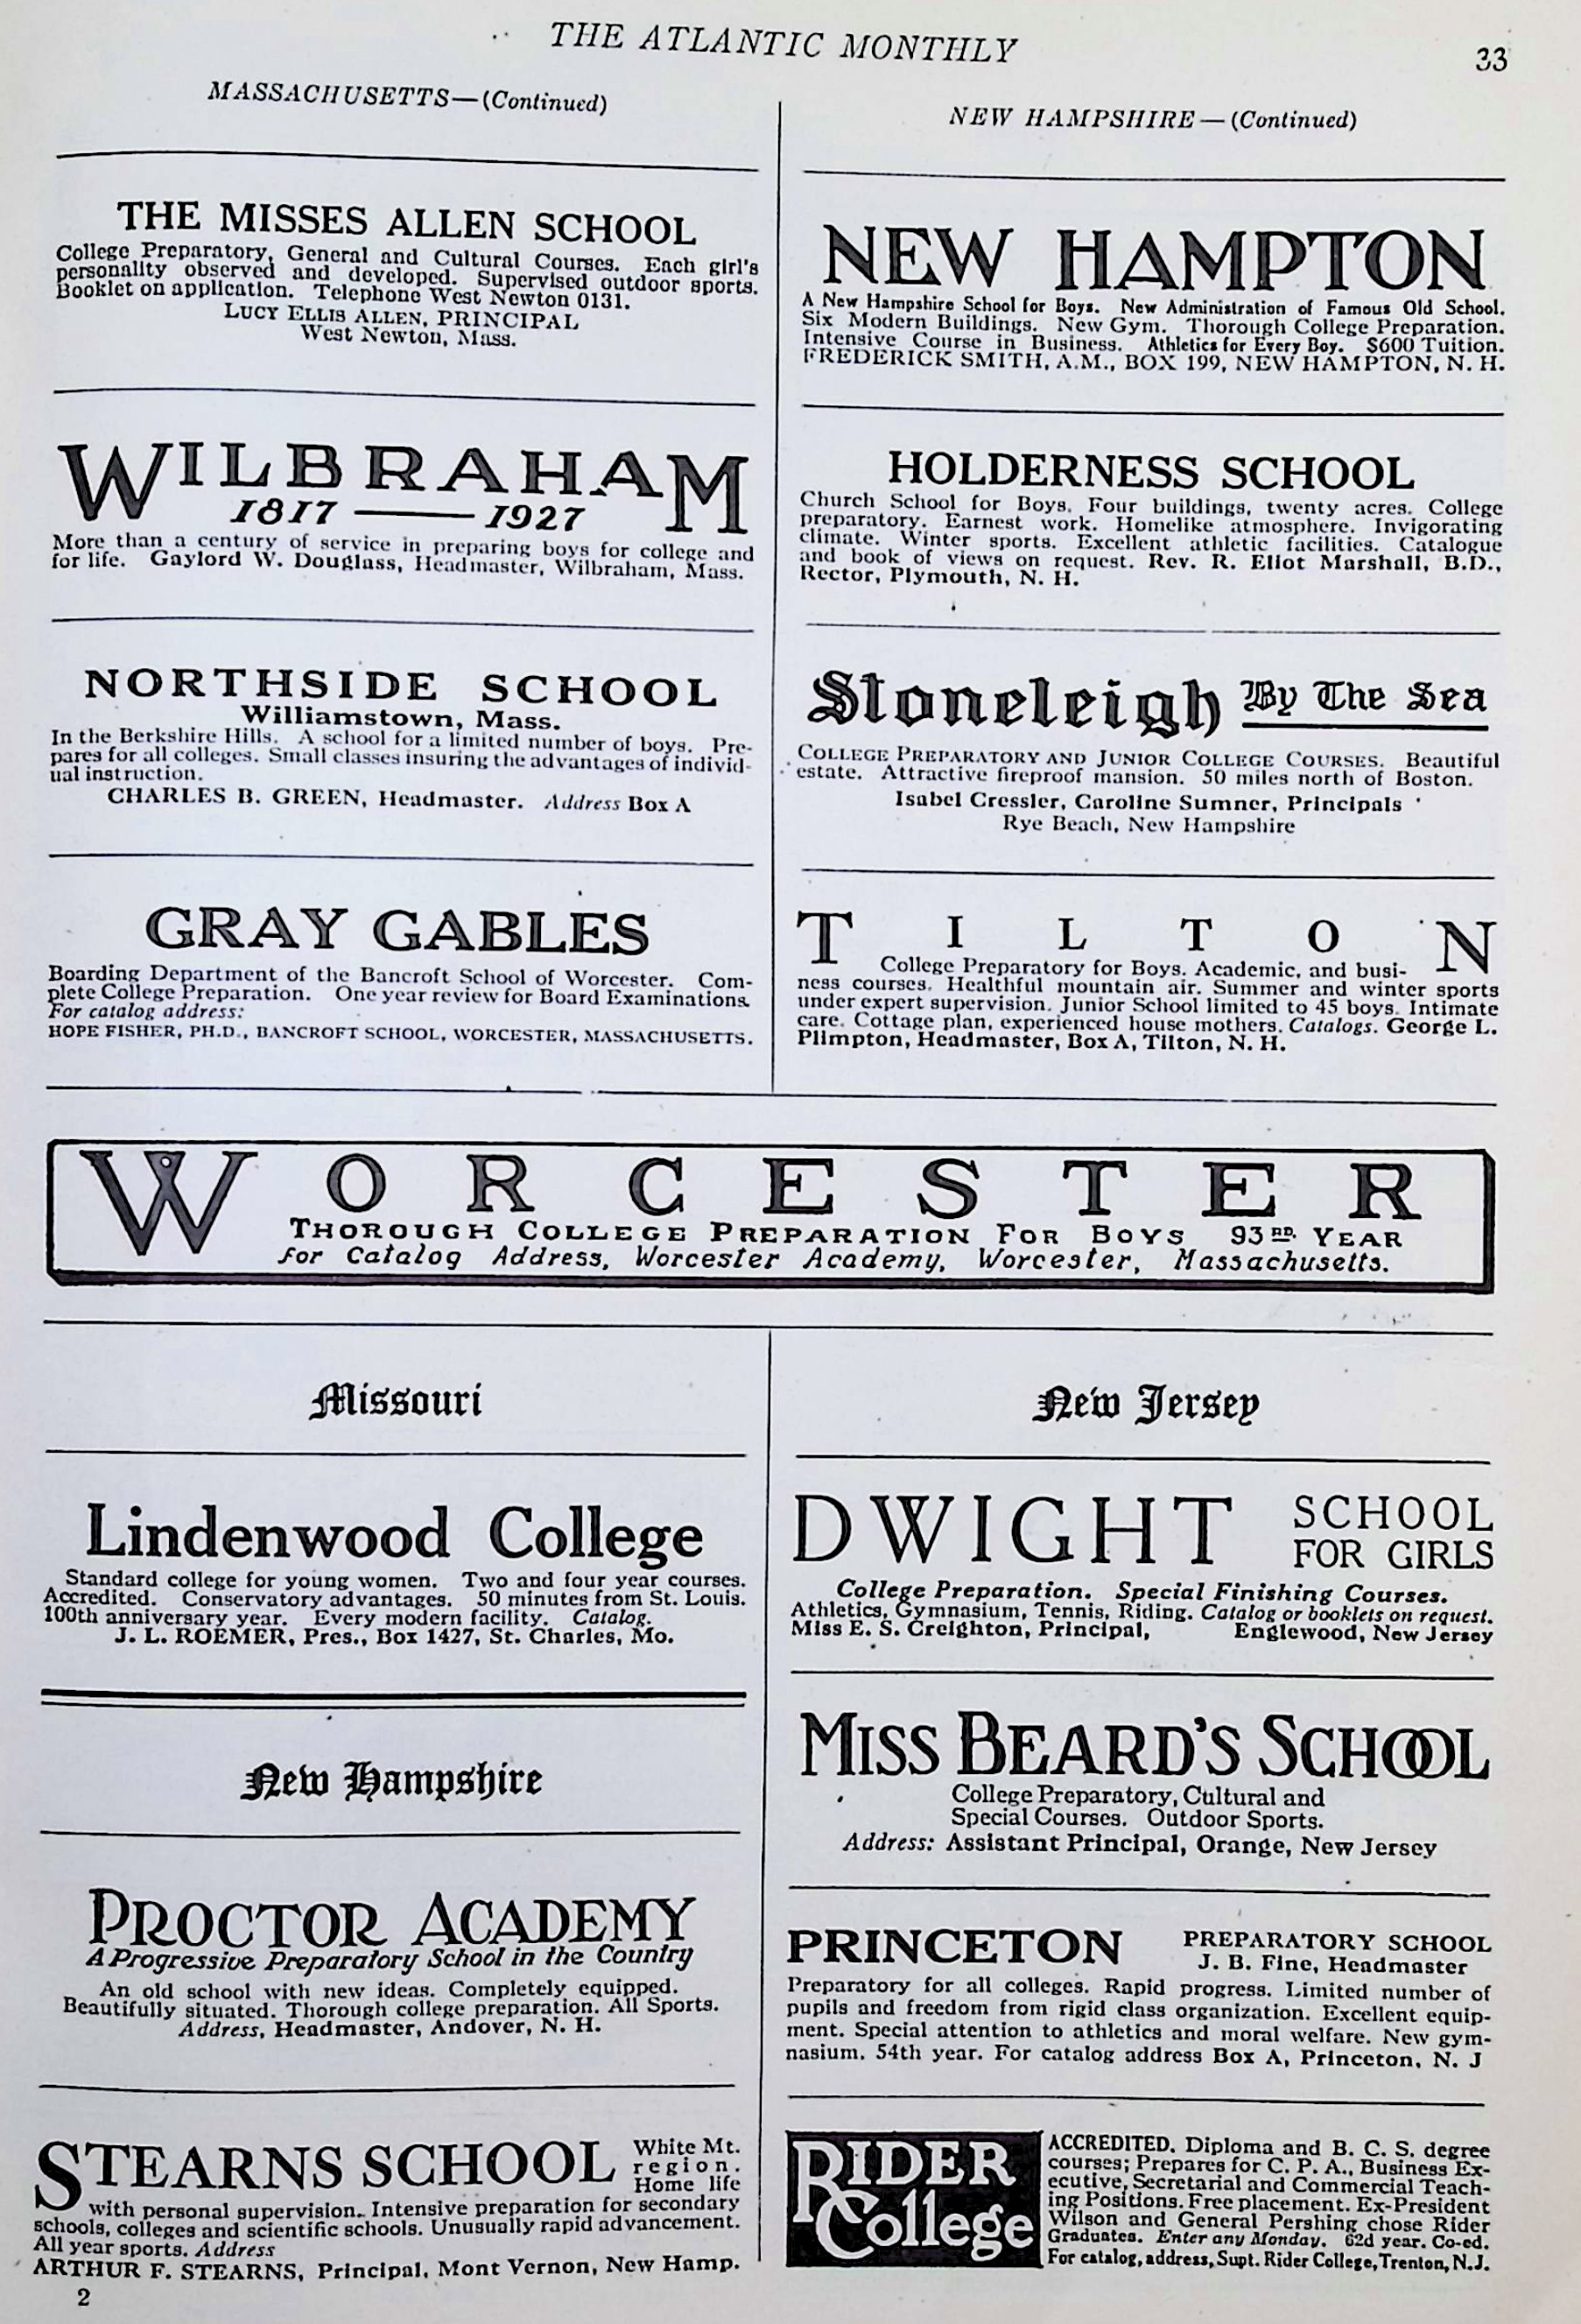 THE ATLANTIC MONTHLY
33
MASSACHUSETTS—(Continued)
THE MISSES ALLEN SCHOOL
College Preparatory, General and Cultural Courses. Each girl's
personality observed and developed. Supervised outdoor sports.
Booklet on application. Telephone West Newton 0131.
LUCY ELLIS ALLEN, PRINCIPAL
West Newton, Mass.
WILBRAHAM
1817 — 1927
More than a century of service in preparing boys for college and
for life. Gaylord W. Douglass, Headmaster, Wilbraham, Mass.
NORTHSIDE SCHOOL
Williamstown, Mass.
In the Berkshire Hills. A school for a limited number of boys. Pre-
pares for all colleges. Small classes insuring the advantages of individ-
ual instruction.
CHARLES B. GREEN, Headmaster. Address Box A
GRAY GABLES
Boarding Department of the Bancroft School of Worcester. Com-
plete College Preparation. One year review for Board Examinations
For catalog address:
HOPE FISHER, PH.D., BANCROFT SCHOOL, WORCESTER, MASSACHUSETTS.
NEW HAMPSHIRE—(Continued)
NEW HAMPTON
A New Hampshire School for Boys. New Administration of Famous Old School.
Six Modern Buildings. New Gym. Thorough College Preparation.
Intensive Course in Business. Athletics for Every Boy. $600 Tuition.
FREDERICK SMITH, A.M., BOX 199, NEW HAMPTON, N. H.
HOLDERNESS SCHOOL
Church School for Boys. Four buildings, twenty acres. College
preparatory. Earnest work. Homelike atmosphere. Invigorating
climate. Winter sports. Excellent athletic facilities. Catalogue
and book of views on request. Rev. R. Eliot Marshall, B.D.,
Rector, Plymouth, N. H.
Stoneleigh By The Sea
COLLEGE PREPARATORY AND JUNIOR COLLEGE COURSES. Beautiful
estate. Attractive fireproof mansion. 50 miles north of Boston.
Isabel Cressler, Caroline Sumner, Principals
Rye Beach, New Hampshire
TILTON
College Preparatory for Boys. Academic, and busi-
ness courses. Healthful mountain air. Summer and winter sports
under expert supervision. Junior School limited to 45 boys. Intimate
care. Cottage plan, experienced house mothers. Catalogs. George L.
Plimpton, Headmaster, Box A, Tilton, N. H.
WORCESTER
THOROUGH COLLEGE PREPARATION FOR BOYS 93RD. YEAR
for Catalog Address, Worcester Academy, Worcester, Massachusetts.
Missouri
Lindenwood College
Standard college for young women. Two and four year courses.
Accredited. Conservatory advantages. 50 minutes from St. Louis.
100th anniversary year. Every modern facility. Catalog.
J. L. ROEMER, Pres., Box 1427, St. Charles, Mo.
New Hampshire
PROCTOR ACADEMY
A Progressive Preparatory School in the Country
An old school with new ideas. Completely equipped.
Beautifully situated. Thorough college preparation. All Sports.
Address, Headmaster, Andover, N. H.
STEARNS SCHOOL
White Mt.
region.
Home life
with personal supervision. Intensive preparation for secondary
schools, colleges and scientific schools. Unusually rapid advancement.
All year sports. Address
ARTHUR F. STEARNS, Principal, Mont Vernon, New Hamp.
2
New Jersey
DWIGHT SCHOOL
FOR GIRLS
College Preparation. Special Finishing Courses.
Athletics, Gymnasium, Tennis, Riding. Catalog or booklets on request.
Miss E. S. Creighton, Principal, Englewood, New Jersey
MISS BEARD'S SCHOOL
College Preparatory, Cultural and
Special Courses. Outdoor Sports.
Address: Assistant Principal, Orange, New Jersey
PRINCETON PREPARATORY SCHOOL
J. B. Fine, Headmaster
Preparatory for all colleges. Rapid progress. Limited number of
pupils and freedom from rigid class organization. Excellent equip-
ment. Special attention to athletics and moral welfare. New gym-
nasium. 54th year. For catalog address Box A, Princeton, N. J
RIDER
College
ACCREDITED. Diploma and B. C. S. degree
courses; Prepares for C. P. A., Business Ex-
ecutive, Secretarial and Commercial Teach-
ing Positions. Free placement. Ex-President
Wilson and General Pershing chose Rider
Graduates. Enter any Monday. 62d year. Co-ed.
For catalog, address, Supt. Rider College, Trenton, N.J.